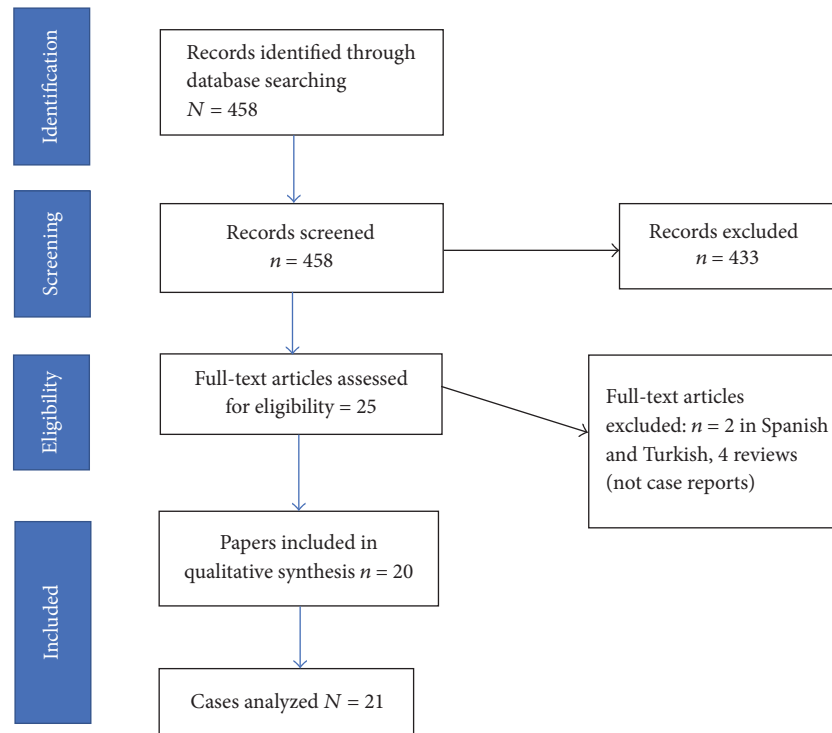 Identification
Records identified through
database searching
N = 458
Screening
Records screened
n = 458
Records excluded
n = 433
Eligibility
Full-text articles assessed
for eligibility = 25
Full-text articles
excluded: n = 2 in Spanish
and Turkish, 4 reviews
(not case reports)
Included
Papers included in
qualitative synthesis n = 20
Cases analyzed N = 21